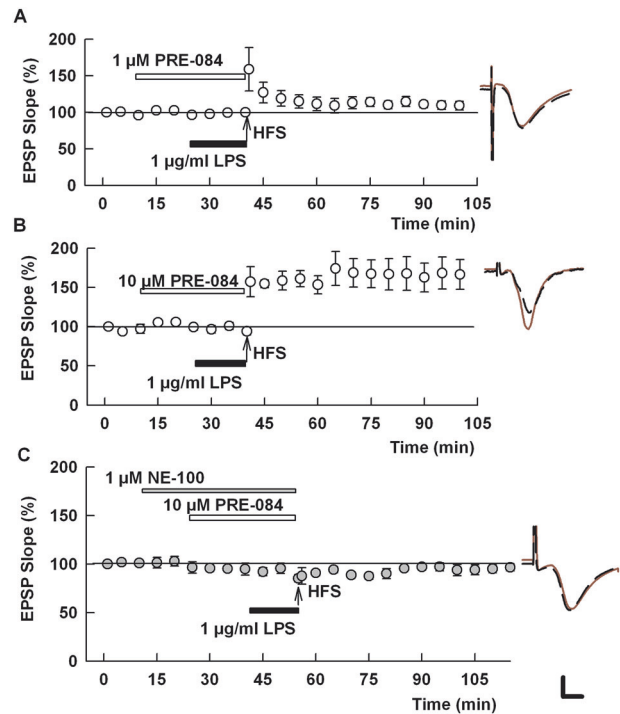 A
200
150
100
50
0
EPSP Slope (%)
1 µM PRE-084
HFS
1 µg/ml LPS
0 15 30 45 60 75 90 105
Time (min)
B
200
150
100
50
0
EPSP Slope (%)
10 µM PRE-084
HFS
1 µg/ml LPS
0 15 30 45 60 75 90 105
Time (min)
C
200
150
100
50
0
EPSP Slope (%)
1 µM NE-100
10 µM PRE-084
HFS
1 µg/ml LPS
0 15 30 45 60 75 90 105
Time (min)